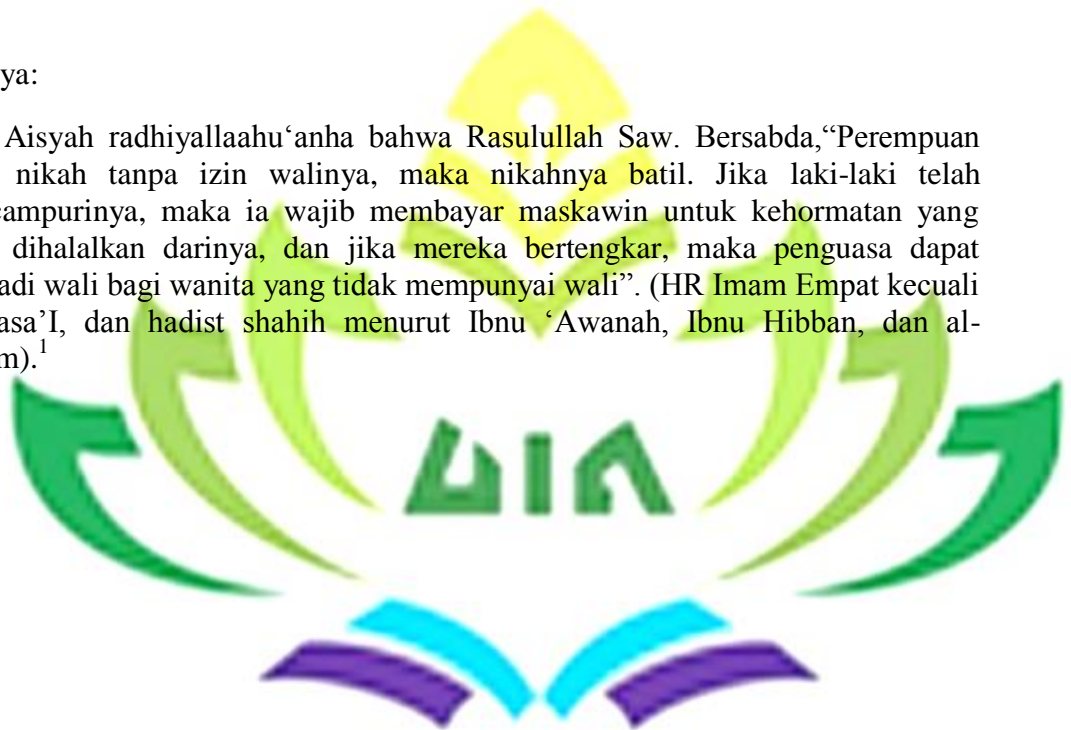 ya:
Aisyah radhiyallaahu‘anha bahwa Rasulullah Saw. Bersabda,“Perempuan
nikah tanpa izin walinya, maka nikahnya batil. Jika laki-laki telah
campurinya, maka ia wajib membayar maskawin untuk kehormatan yang
dihalalkan darinya, dan jika mereka bertengkar, maka penguasa dapat
adi wali bagi wanita yang tidak mempunyai wali”. (HR Imam Empat kecuali
asa’I, dan hadist shahih menurut Ibnu ‘Awanah, Ibnu Hibban, dan al-
m).1
UIN